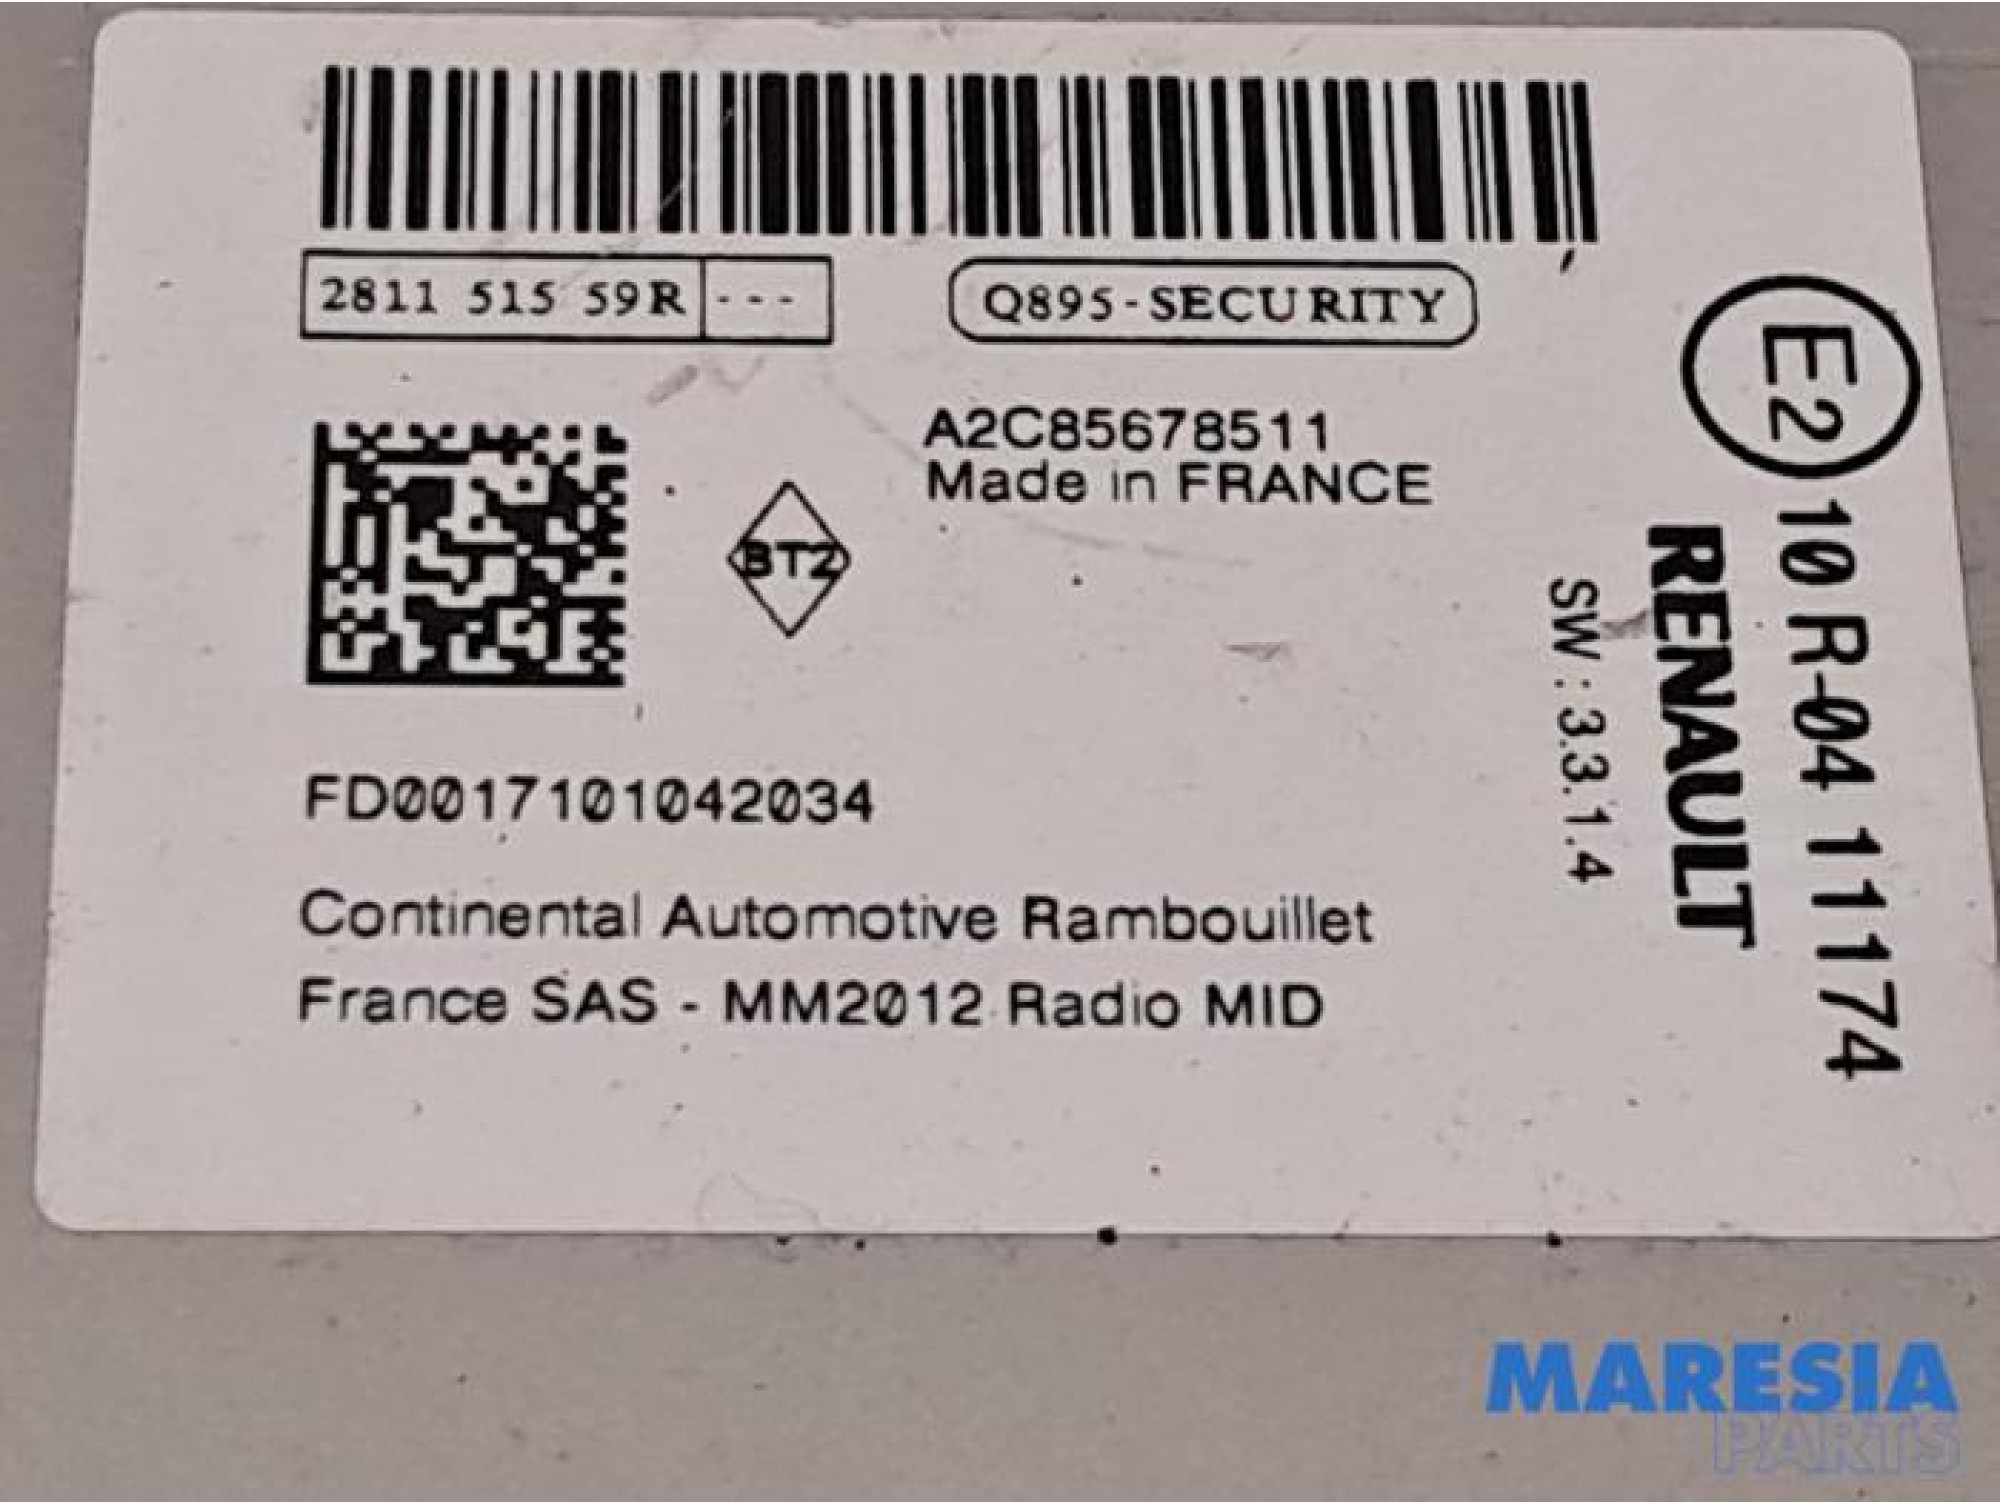 2811 515 59R ---
Q895-SECURITY
A2C85678511
Made in FRANCE
BT2
FD0017101042034
Continental Automotive Rambouillet
France SAS - MM2012 Radio MID
SW : 3.3.1.4
RENAULT
E2 10 R-04 11174
MARESIA
PARTS